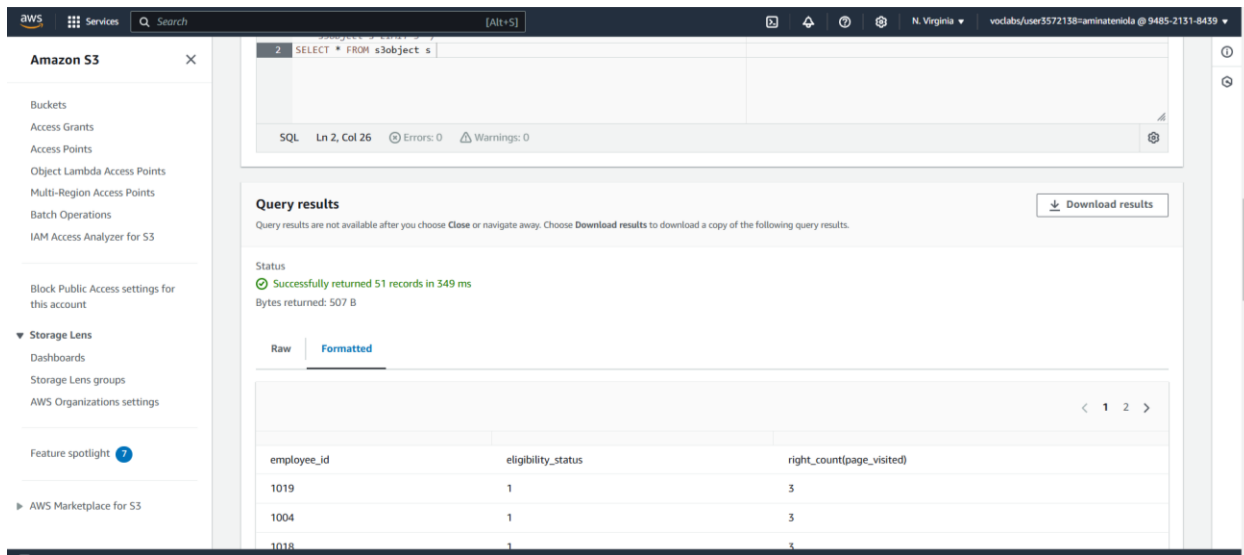 aws Services Search [Alt+S] N. Virginia voclabs/user3572138=aminateniola @ 9485-2131-8439
Amazon S3
Buckets
Access Grants
Access Points
Object Lambda Access Points
Multi-Region Access Points
Batch Operations
IAM Access Analyzer for S3
Block Public Access settings for
this account
Storage Lens
Dashboards
Storage Lens groups
AWS Organizations settings
Feature spotlight 7
AWS Marketplace for S3
2 SELECT * FROM s3object s
SQL Ln 2, Col 26 Errors: 0 Warnings: 0
Query results
Download results
Query results are not available after you choose Close or navigate away. Choose Download results to download a copy of the following query results.
Status
Successfully returned 51 records in 349 ms
Bytes returned: 507 B
Raw Formatted
< 1 2 >
employee_id eligibility_status right_count(page_visited)
1019 1 3
1004 1 3
1018 1 3